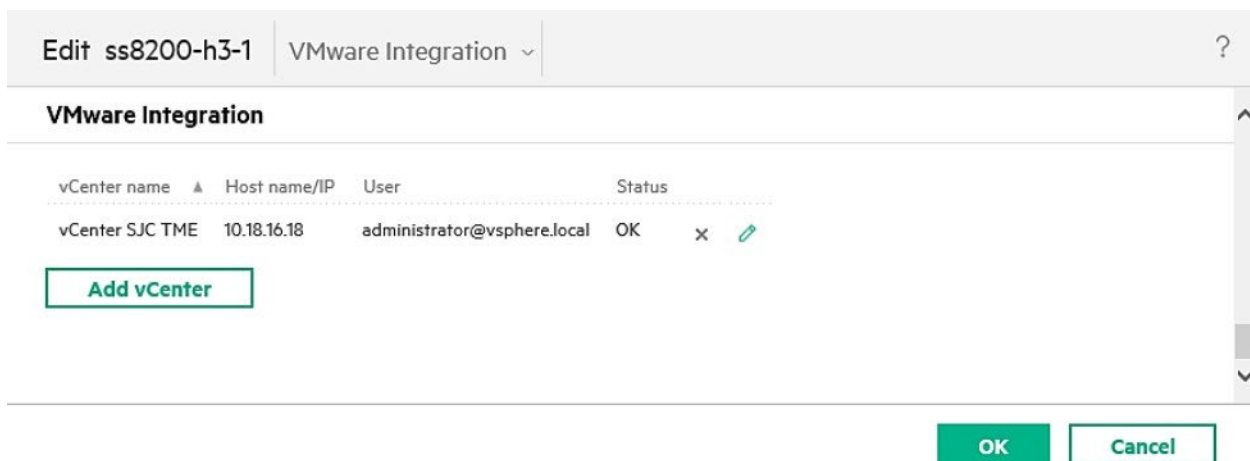 Edit ss8200-h3-1 VMware Integration ?
VMware Integration
vCenter name Host name/IP User Status
vCenter SJC TME 10.18.16.18 administrator@vsphere.local OK
Add vCenter
OK Cancel